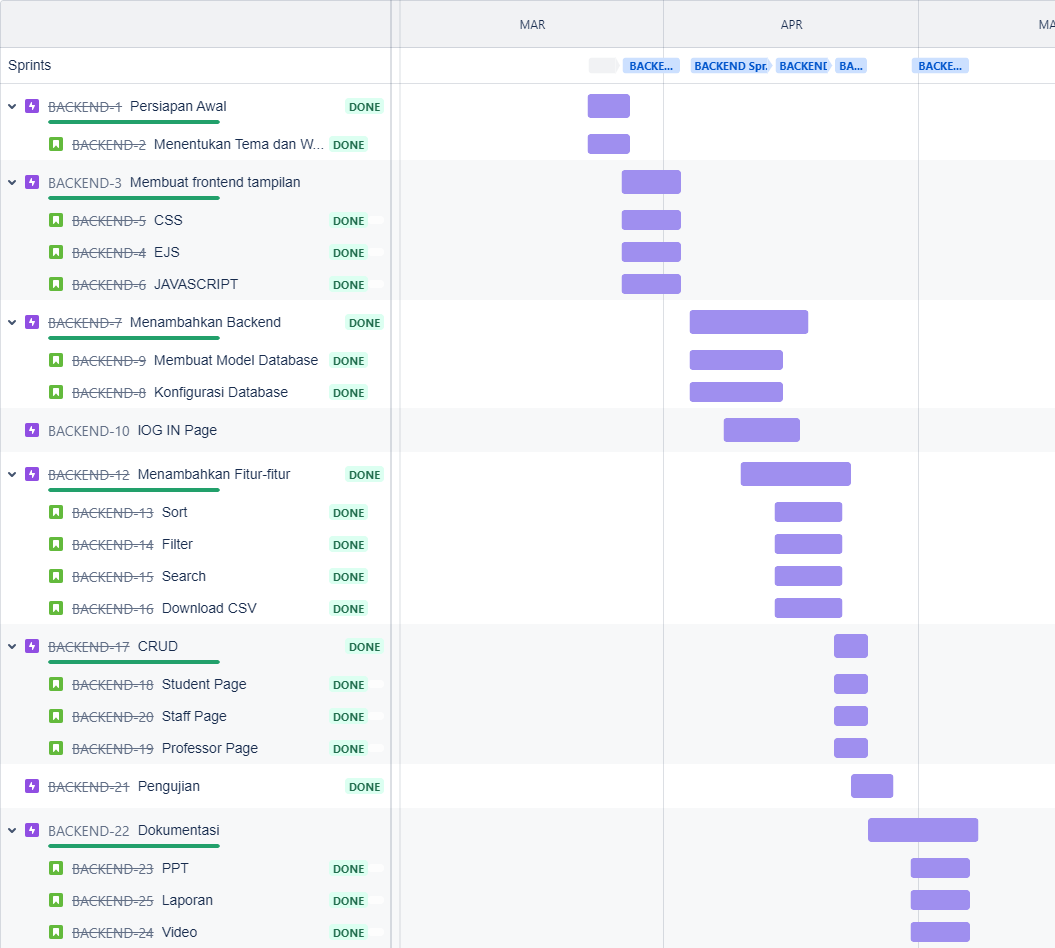 MAR APR MA
Sprints BACKE... BACKEND Spr. BACKEND BA... BACKE...
BACKEND-1 Persiapan Awal DONE
BACKEND-2 Menentukan Tema dan W... DONE
BACKEND-3 Membuat frontend tampilan
BACKEND-5 CSS DONE
BACKEND-4 EJS DONE
BACKEND-6 JAVASCRIPT DONE
BACKEND-7 Menambahkan Backend DONE
BACKEND-9 Membuat Model Database DONE
BACKEND-8 Konfigurasi Database DONE
BACKEND-10 lOG IN Page
BACKEND-12 Menambahkan Fitur-fitur DONE
BACKEND-13 Sort DONE
BACKEND-14 Filter DONE
BACKEND-15 Search DONE
BACKEND-16 Download CSV DONE
BACKEND-17 CRUD DONE
BACKEND-18 Student Page DONE
BACKEND-20 Staff Page DONE
BACKEND-19 Professor Page DONE
BACKEND-21 Pengujian DONE
BACKEND-22 Dokumentasi
BACKEND-23 PPT DONE
BACKEND-25 Laporan DONE
BACKEND-24 Video DONE